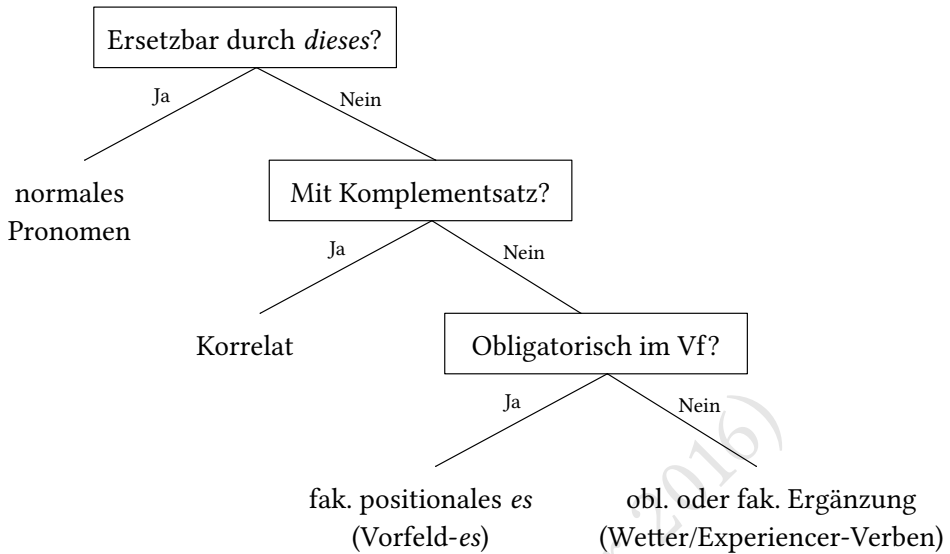 Ersetzbar durch dieses?
Ja
Nein
normales
Pronomen
Mit Komplementsatz?
Ja
Nein
Korrelat
Obligatorisch im Vf?
Ja
Nein
fak. positionales es
(Vorfeld-es)
obl. oder fak. Ergänzung
(Wetter/Experiencer-Verben)
2016)